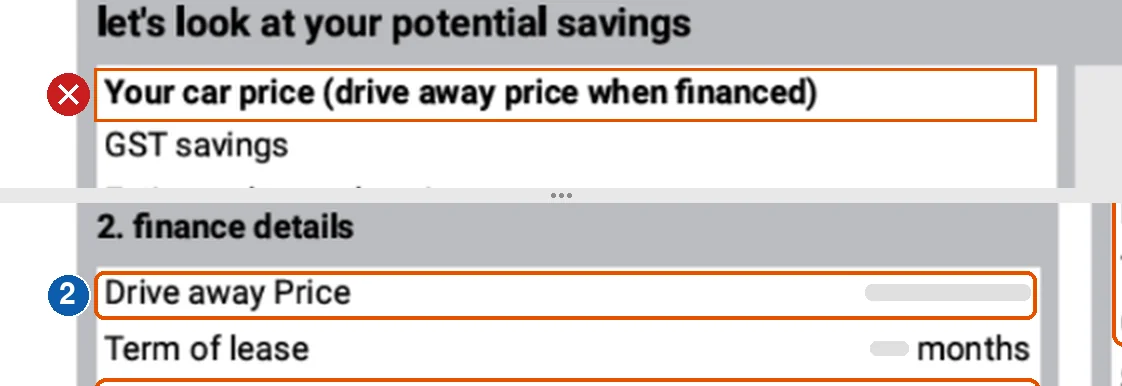 let's look at your potential savings
Your car price (drive away price when financed)
GST savings
2. finance details
2
Drive away Price
Term of lease
months